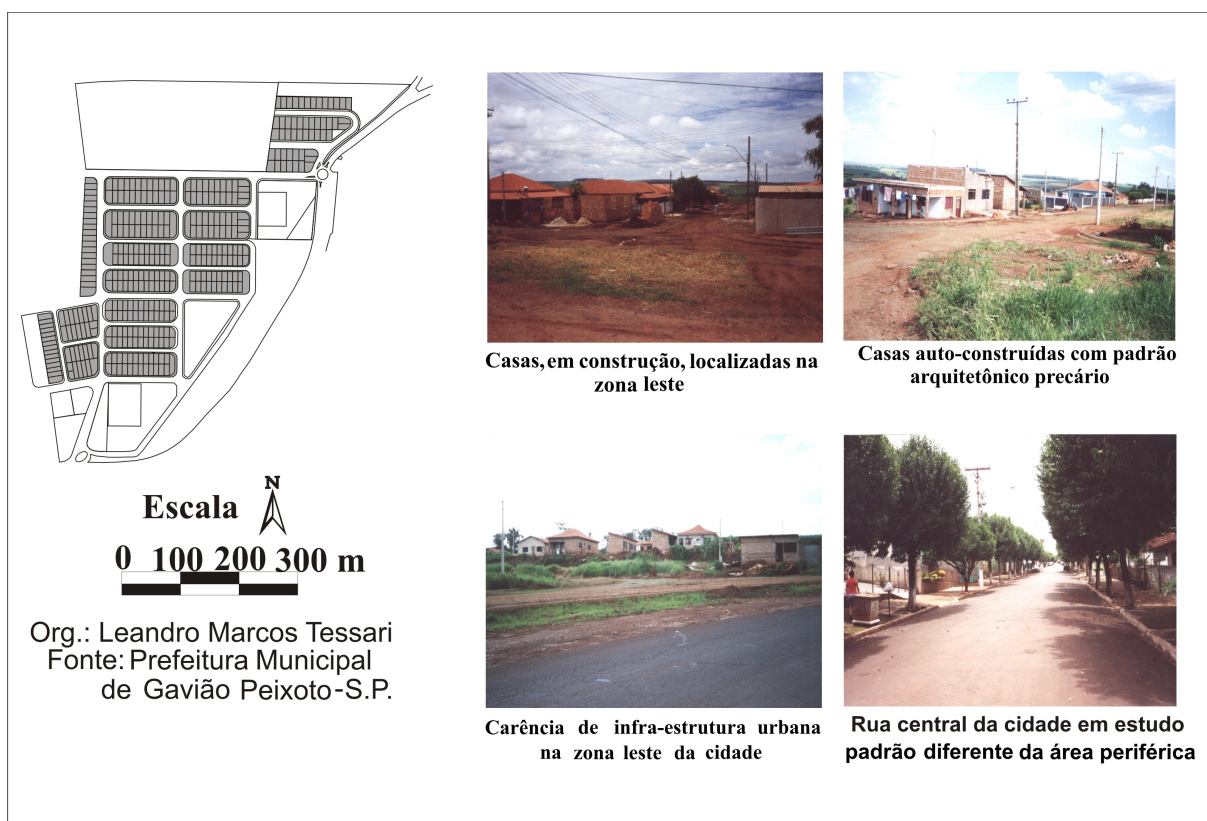 Casas, em construção, localizadas na
zona leste
Casas auto-construídas com padrão
arquitetônico precário
N
Escala
0 100 200 300 m
Org.: Leandro Marcos Tessari
Fonte: Prefeitura Municipal
de Gavião Peixoto-S.P.
Carência de infra-estrutura urbana
na zona leste da cidade
Rua central da cidade em estudo
padrão diferente da área periférica